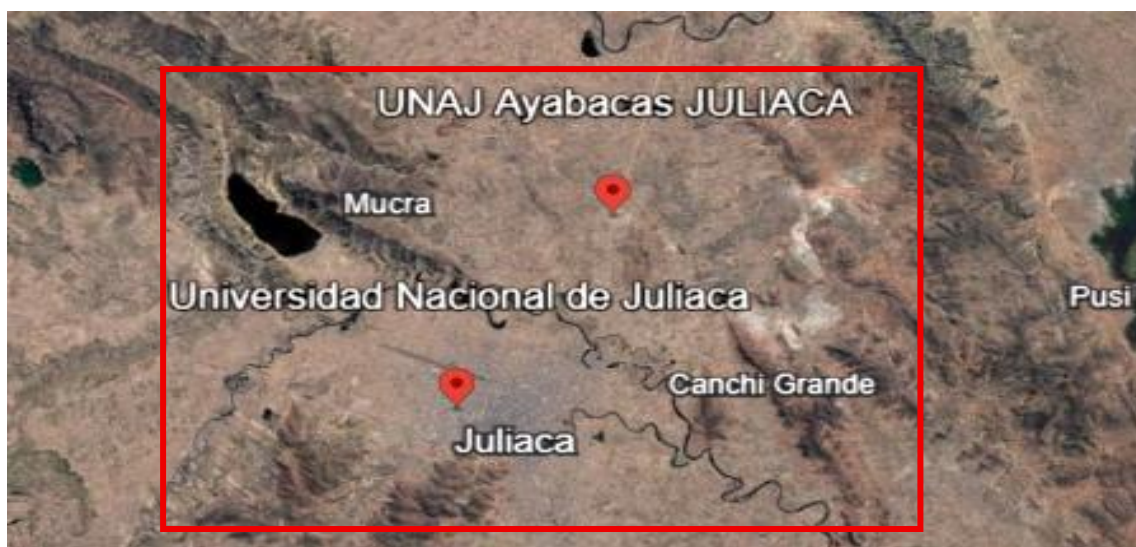 UNAJ Ayabacas JULIACA
Mucra
Universidad Nacional de Juliaca
Pusi
Canchi Grande
Juliaca